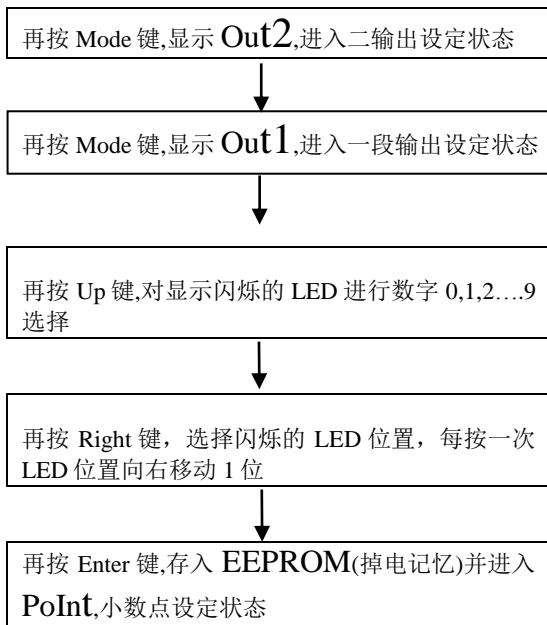 再按 Mode 键,显示 Out2,进入二输出设定状态
再按 Mode 键,显示 Out1,进入一段输出设定状态
再按 Up 键,对显示闪烁的 LED 进行数字 0,1,2….9
选择
再按 Right 键，选择闪烁的 LED 位置，每按一次
LED 位置向右移动 1 位
再按 Enter 键,存入 EEPROM(掉电记忆)并进入
PoInt,小数点设定状态